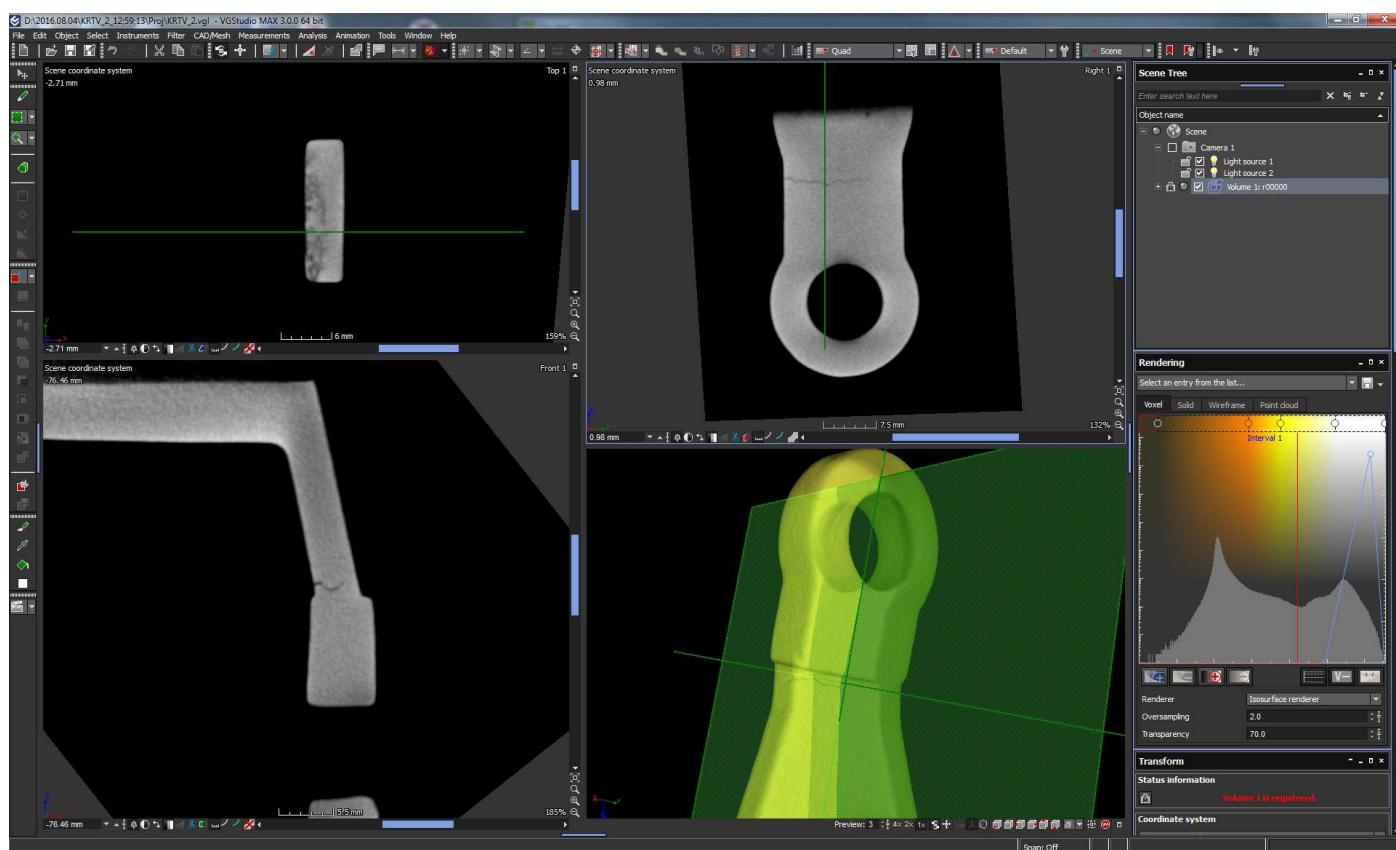 D:\2016.08.04\KRTV_2_12;59;13\Proj\KRTV_2.vgl - VGStudio MAX 3.0.0 64 bit
File Edit Object Select Instruments Filter CAD/Mesh Measurements Analysis Animation Tools Window Help
Quad
Default
Scene
Scene coordinate system
Top 1
-2.71 mm
6 mm
159%
-2.71 mm
Scene coordinate system
Right 1
0.98 mm
7.5 mm
132%
0.98 mm
Scene coordinate system
Front 1
-76.46 mm
5.5 mm
185%
-76.46 mm
Preview: 3
4x 2x 1x
Scene Tree
Enter search text here
Object name
Scene
Camera 1
Light source 1
Light source 2
Volume 1: r00000
Rendering
Select an entry from the list...
Voxel Solid Wireframe Point cloud
Interval 1
Renderer Isosurface renderer
Oversampling 2.0
Transparency 70.0
Transform
Status information
Volume 1 is registered.
Coordinate system
Snap: Off